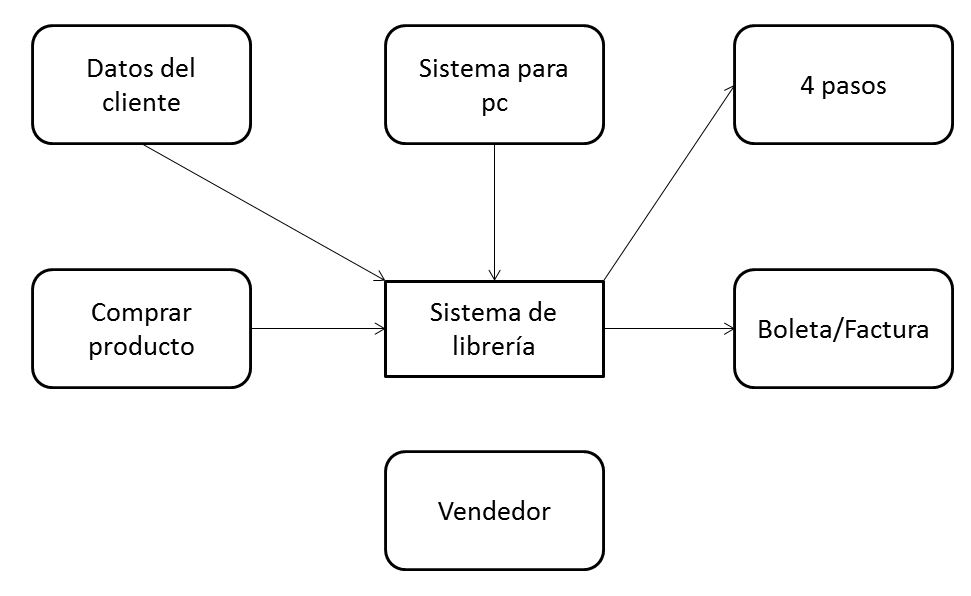 Datos del
cliente
Sistema para
pc
4 pasos
Comprar
producto
Sistema de
librería
Boleta/Factura
Vendedor